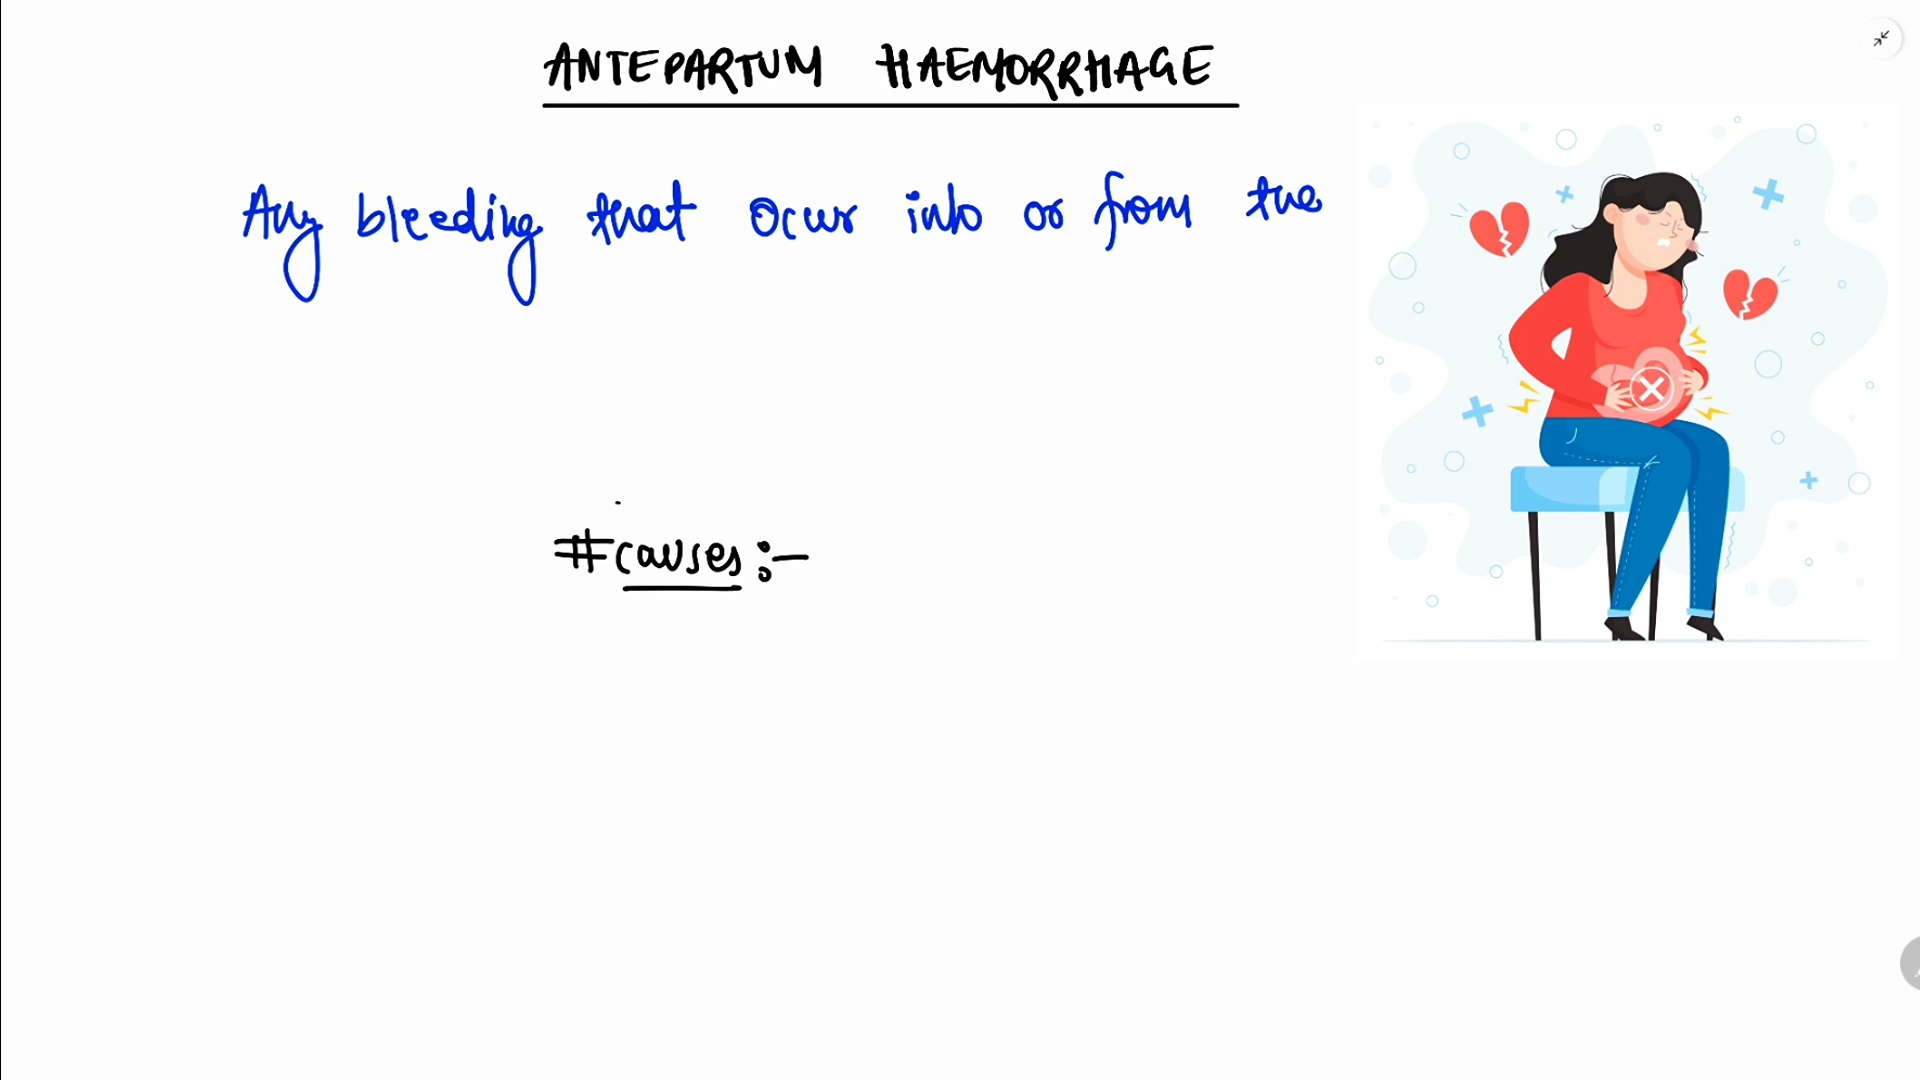 ANTEPARTUM HAEMORRHAGE
Any bleeding that occur into or from the
#causes:-